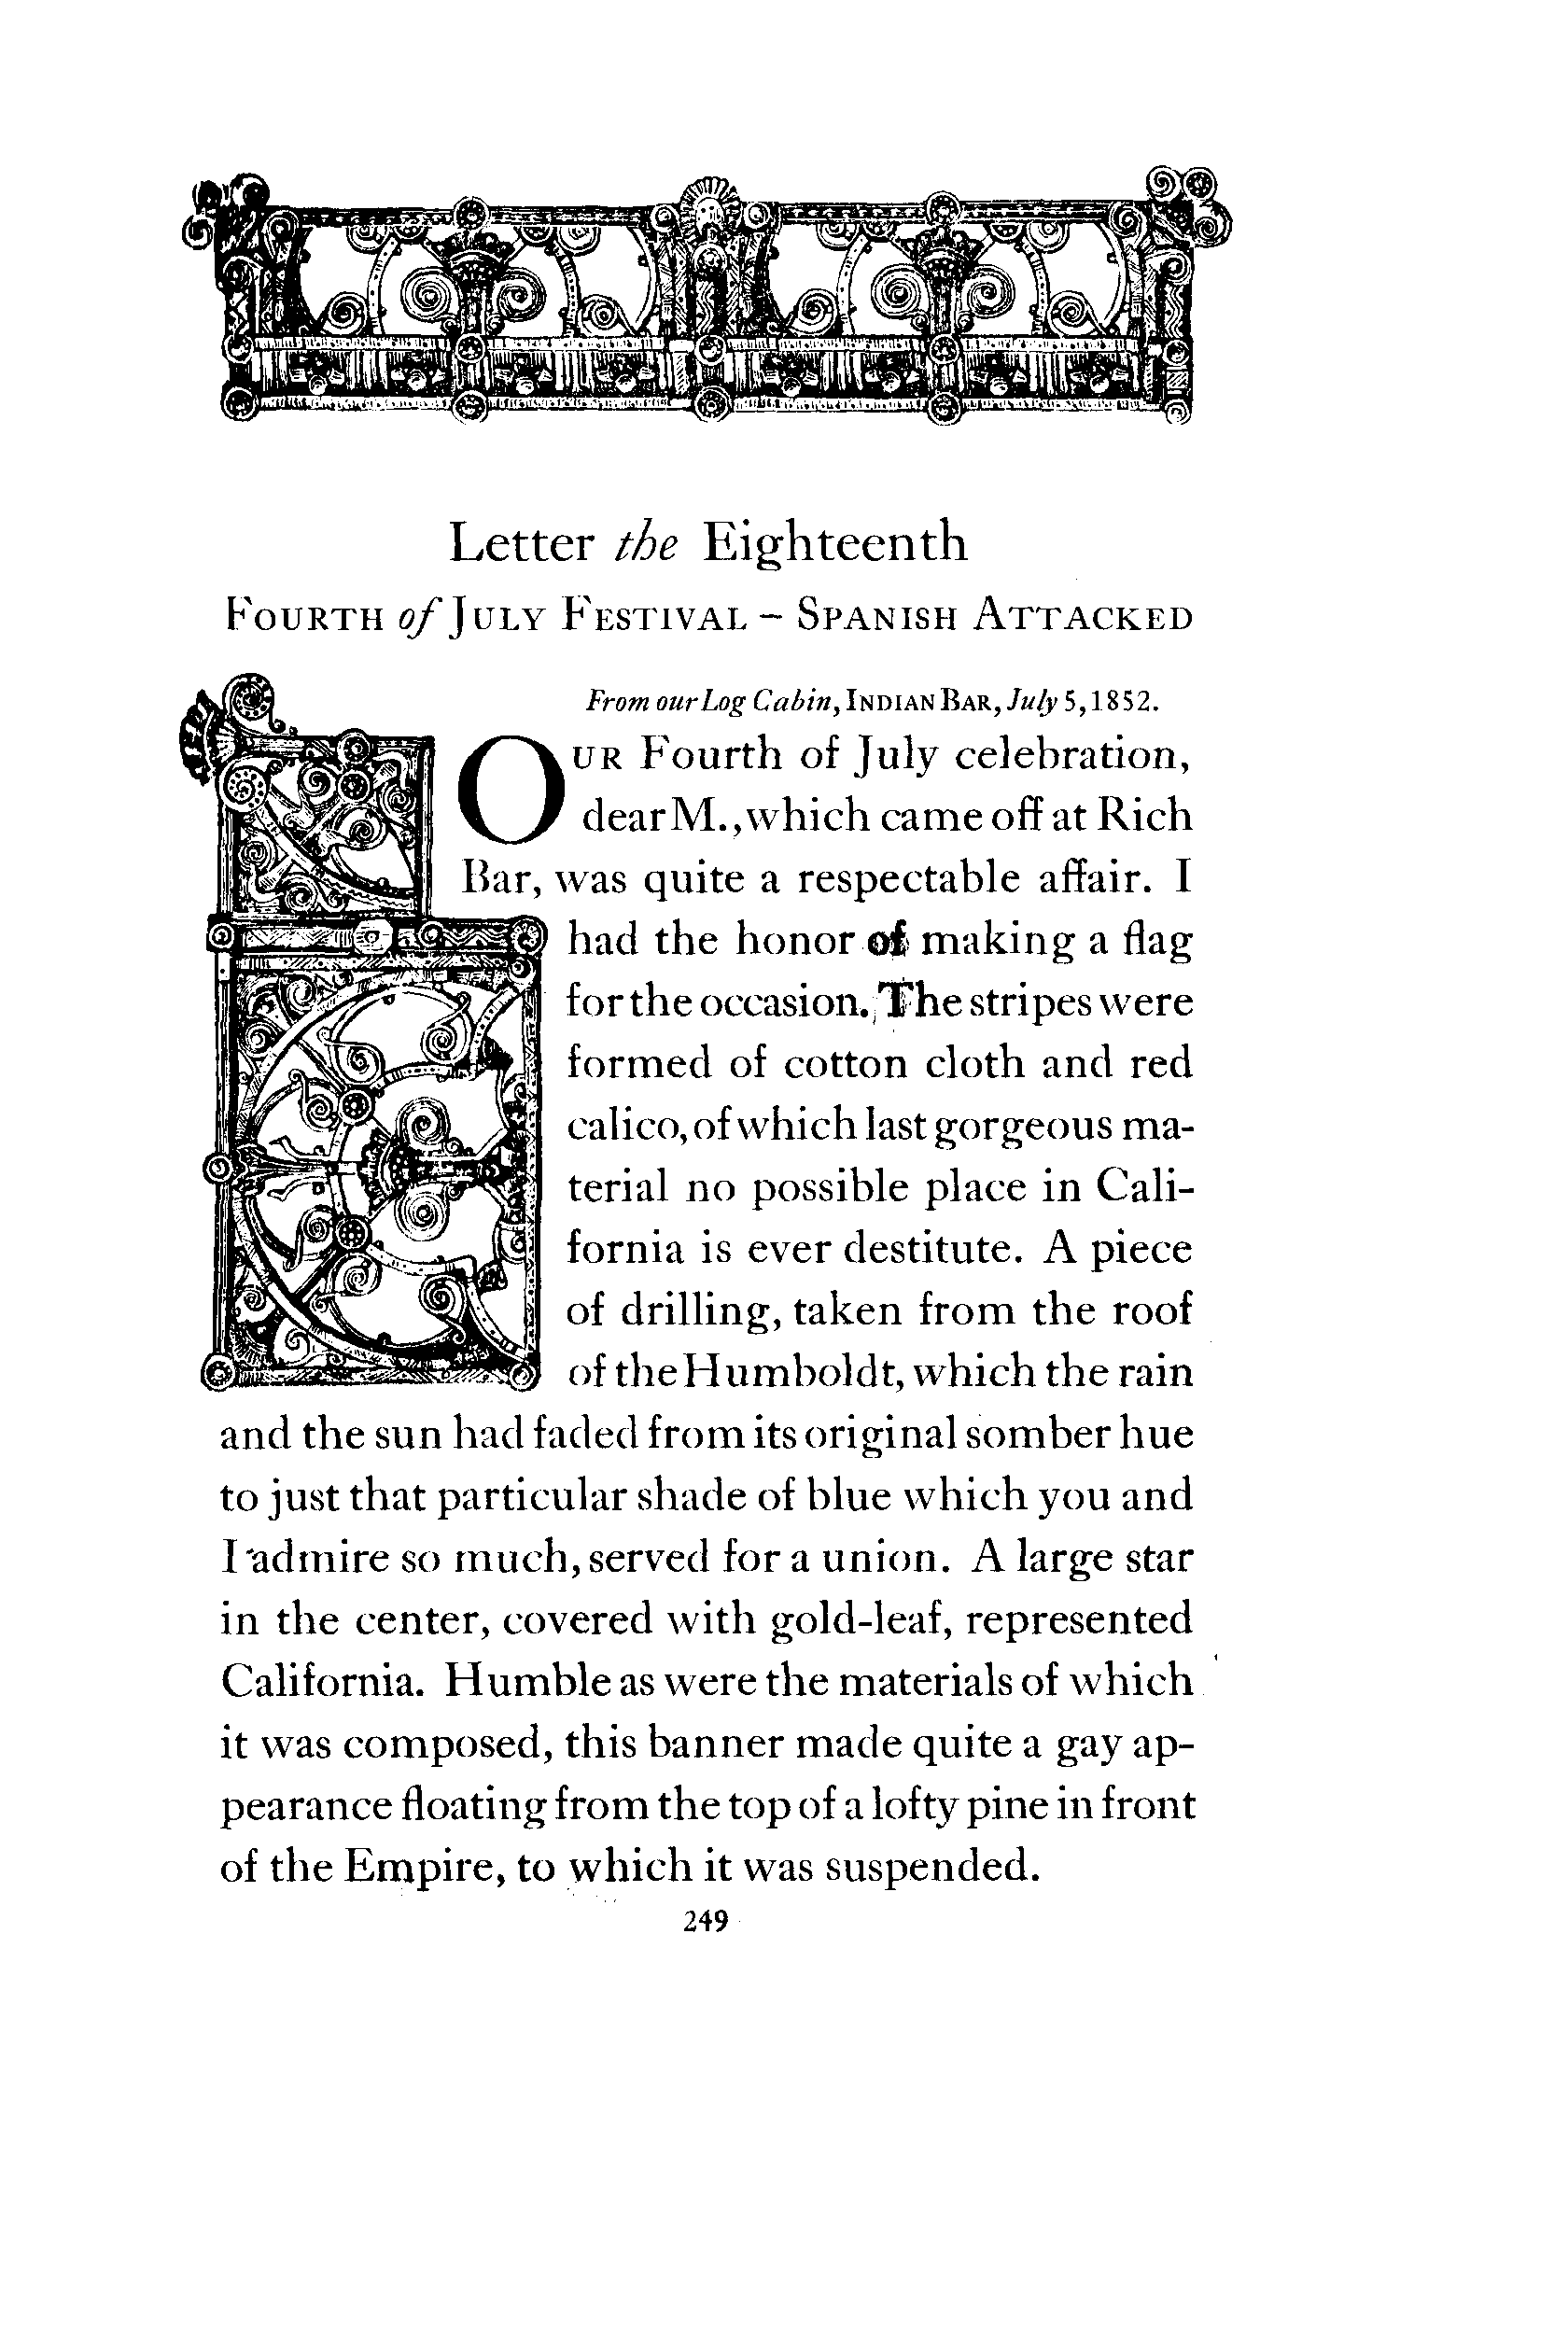 Letter the Eighteenth
FOURTH of JULY FESTIVAL – SPANISH ATTACKED
From our Log Cabin, INDIAN BAR, July 5, 1852.
OUR Fourth of July celebration,
dear M., which came off at Rich
Bar, was quite a respectable affair. I
had the honor of making a flag
for the occasion. The stripes were
formed of cotton cloth and red
calico, of which last gorgeous ma-
terial no possible place in Cali-
fornia is ever destitute. A piece
of drilling, taken from the roof
of the Humboldt, which the rain
and the sun had faded from its original somber hue
to just that particular shade of blue which you and
I admire so much, served for a union. A large star
in the center, covered with gold-leaf, represented
California. Humble as were the materials of which
it was composed, this banner made quite a gay ap-
pearance floating from the top of a lofty pine in front
of the Empire, to which it was suspended.
249